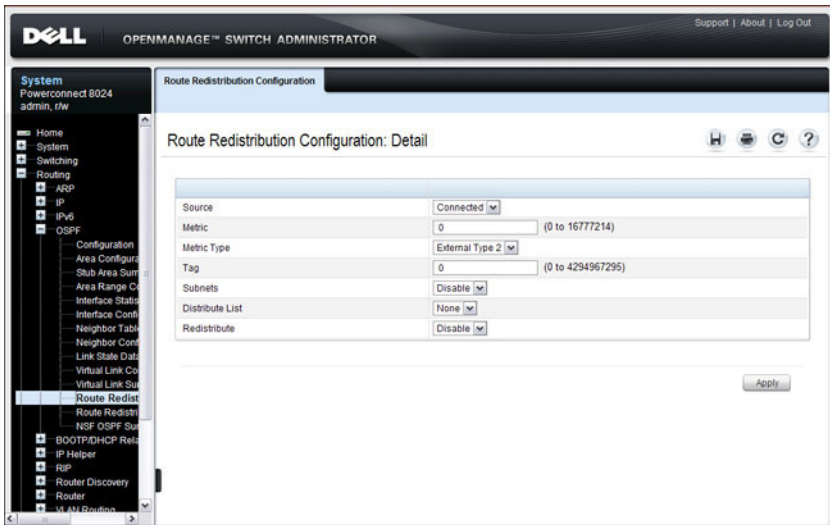 Support | About | Log Out
DELL OPENMANAGE™ SWITCH ADMINISTRATOR
System
Powerconnect 8024
admin, r/w
Home
System
Switching
Routing
ARP
IP
IPv6
OSPF
Configuration
Area Configura
Stub Area Sum
Area Range Co
Interface Statis
Interface Confi
Neighbor Table
Neighbor Conf
Link State Data
Virtual Link Co
Virtual Link Sum
Route Redist
Route Redistri
NSF OSPF Sum
BOOTP/DHCP Rela
IP Helper
RIP
Router Discovery
Router
VLAN Routing
Route Redistribution Configuration
Route Redistribution Configuration: Detail
Source Connected
Metric 0 (0 to 16777214)
Metric Type External Type 2
Tag 0 (0 to 4294967295)
Subnets Disable
Distribute List None
Redistribute Disable
Apply